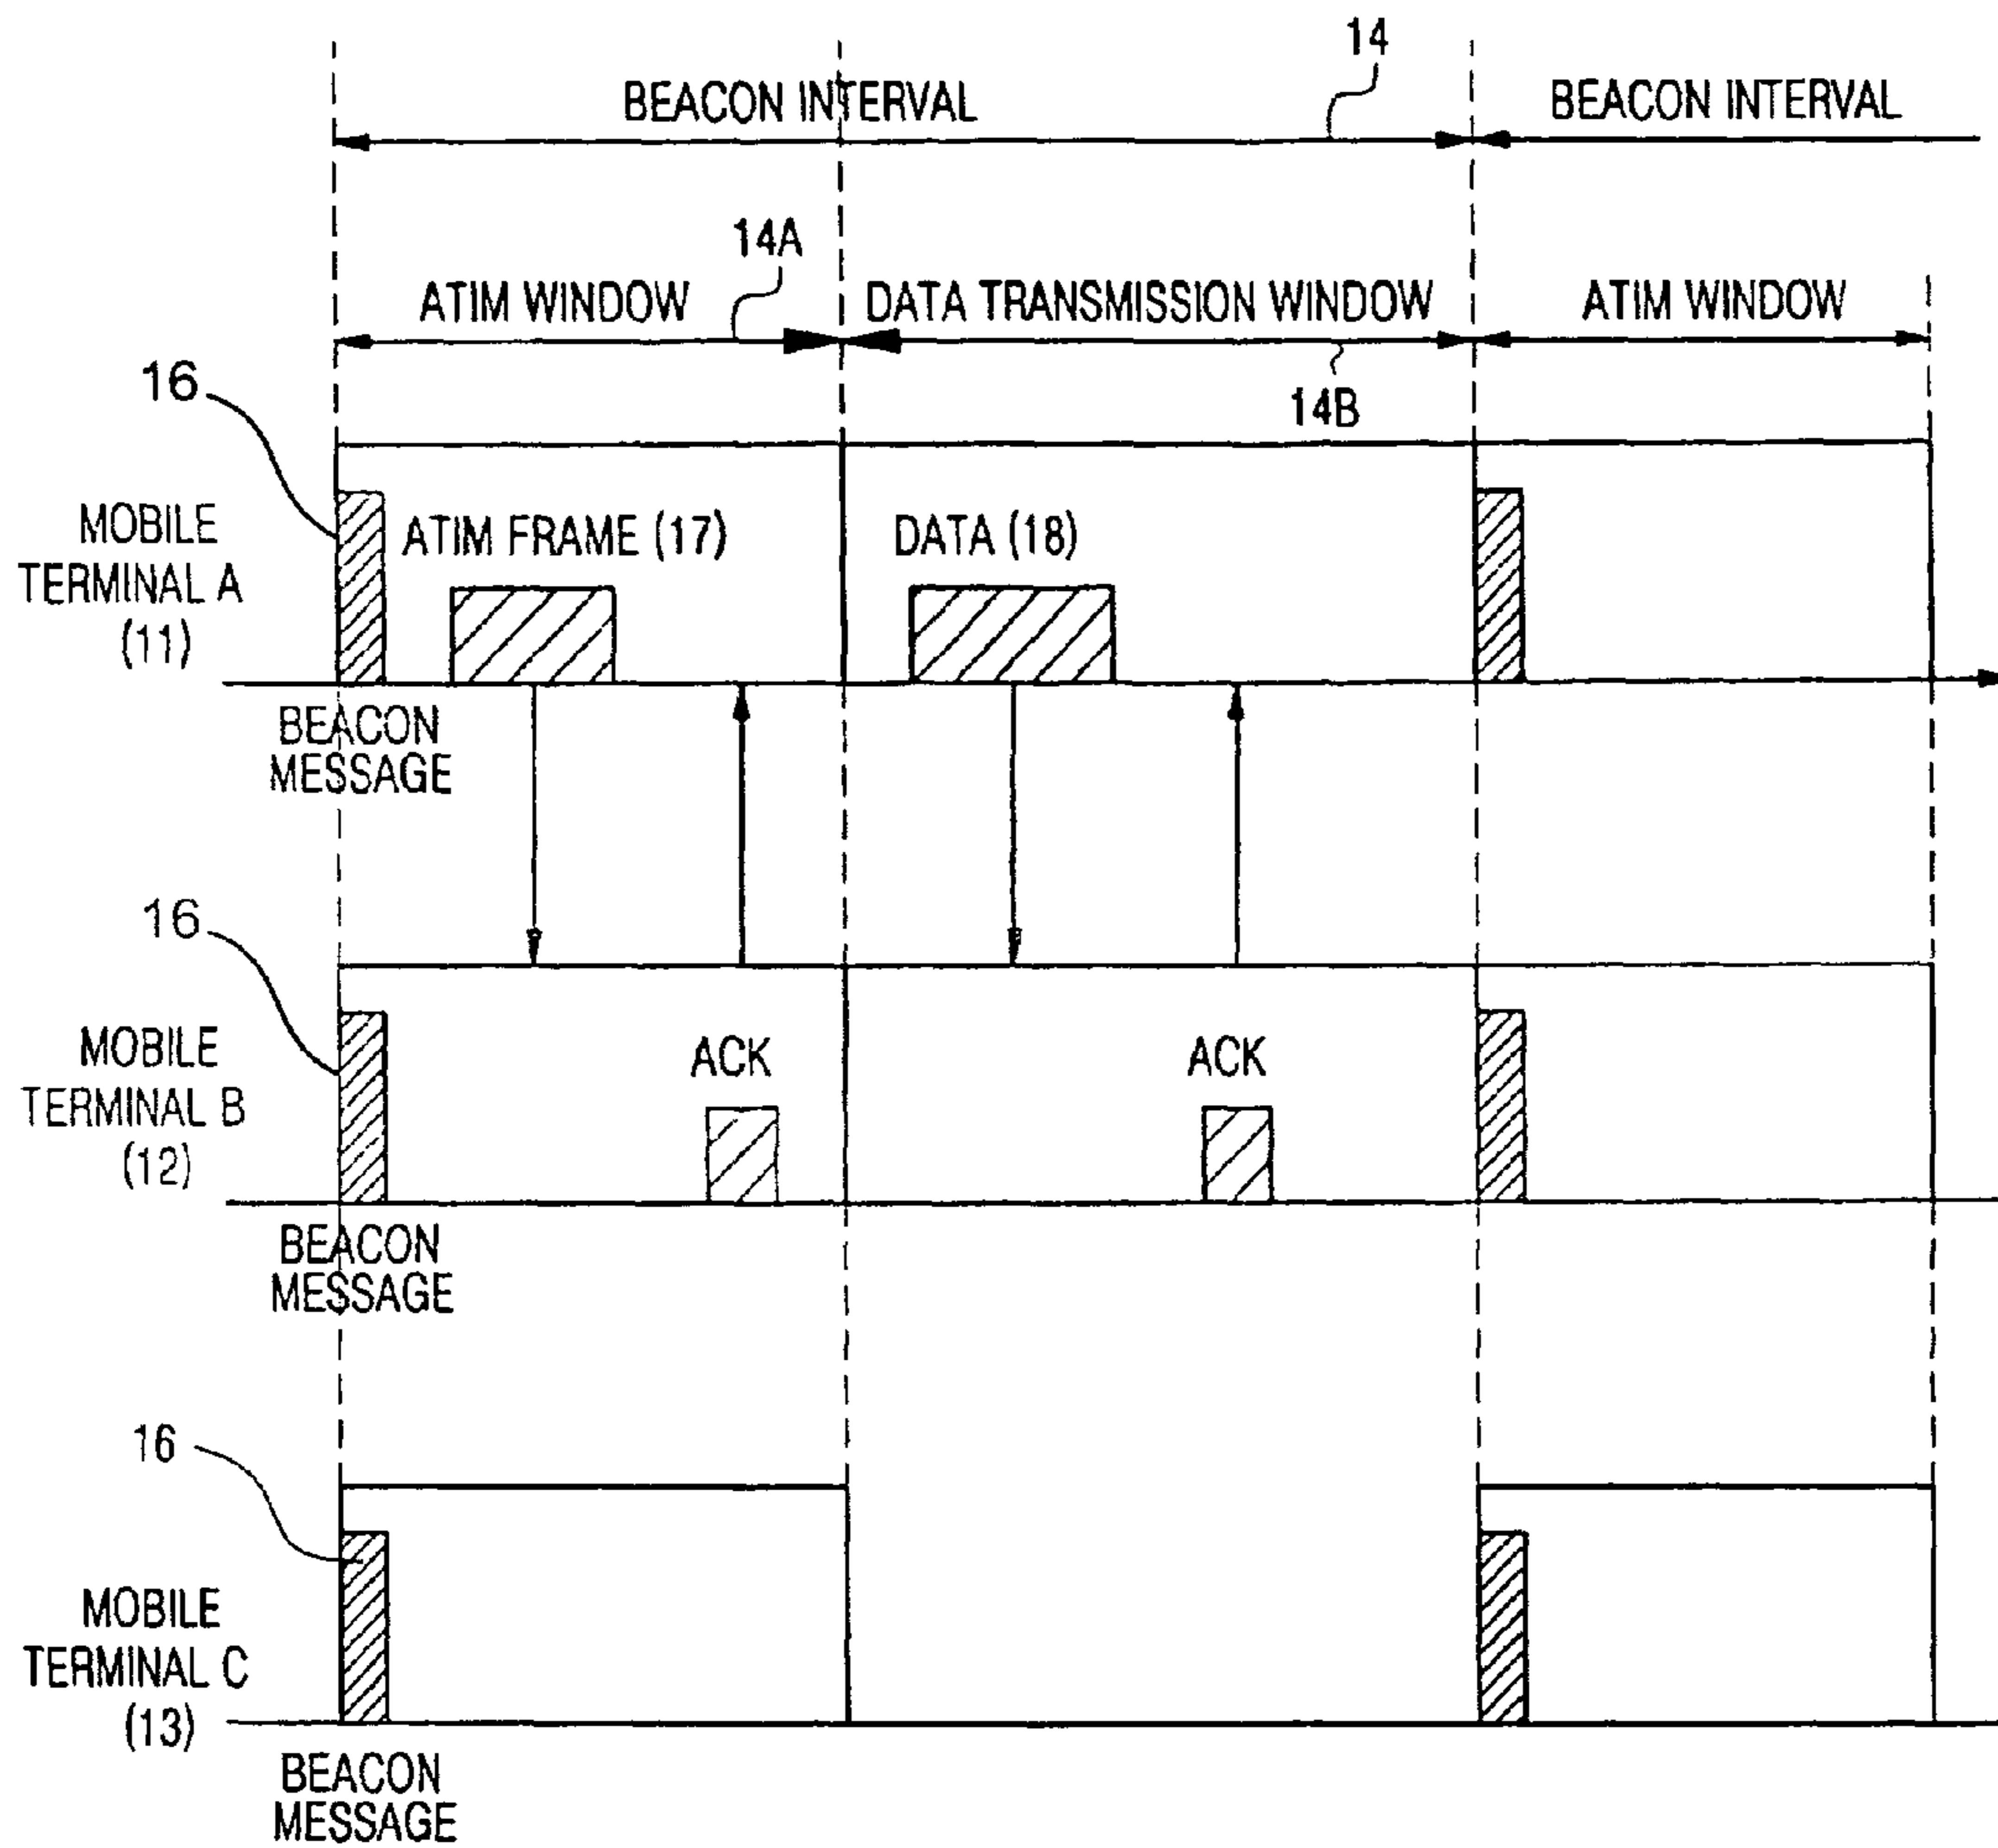 14
BEACON INTERVAL
BEACON INTERVAL
14A
ATIM WINDOW
DATA TRANSMISSION WINDOW
ATIM WINDOW
14B
16
MOBILE
TERMINAL A
(11)
ATIM FRAME (17)
DATA (18)
BEACON
MESSAGE
16
MOBILE
TERMINAL B
(12)
ACK
ACK
BEACON
MESSAGE
16
MOBILE
TERMINAL C
(13)
BEACON
MESSAGE